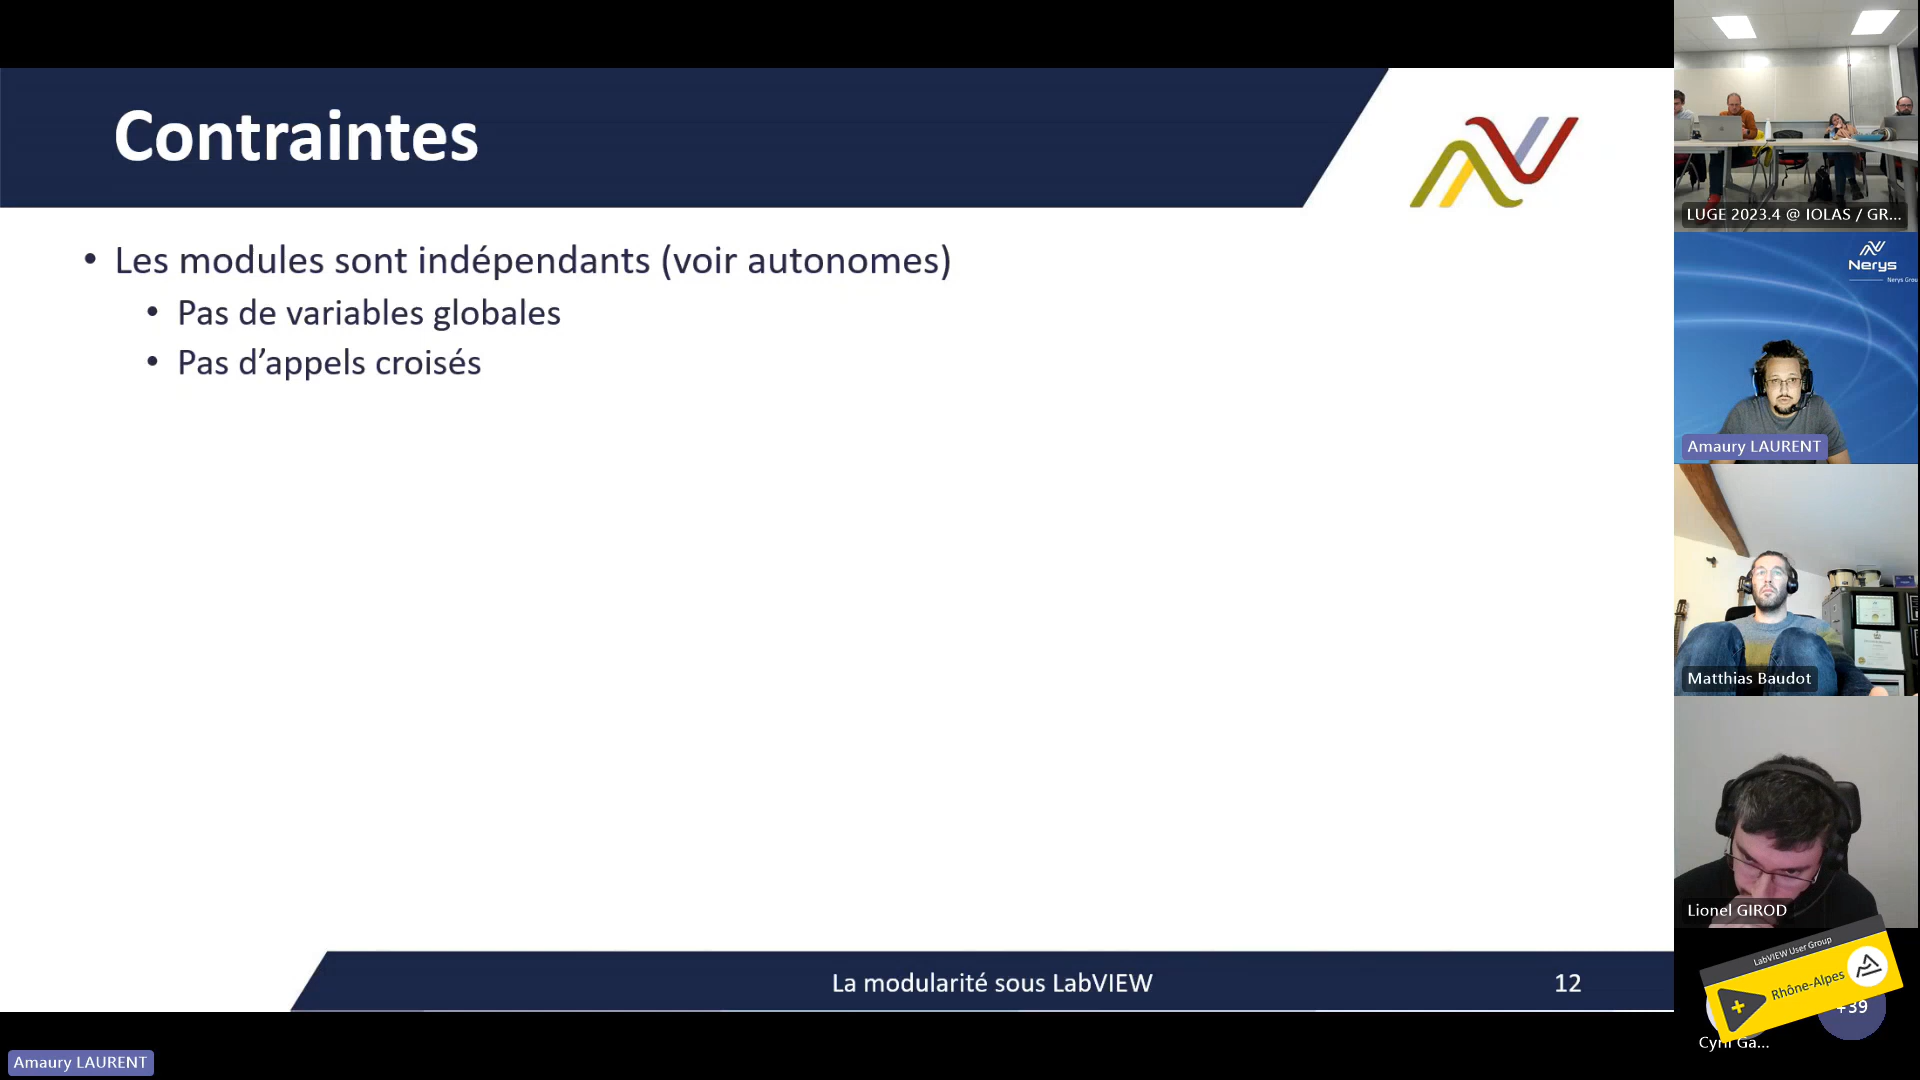 Contraintes
Les modules sont indépendants (voir autonomes)
Pas de variables globales
Pas d’appels croisés
La modularité sous LabVIEW
12
Amaury LAURENT
LUGE 2023.4 @ IOLAS / GR...
Nerys
Nerys Grou
Amaury LAURENT
Matthias Baudot
Lionel GIROD
LabVIEW User Group
Rhône-Alpes
+39
Cyril Ga...